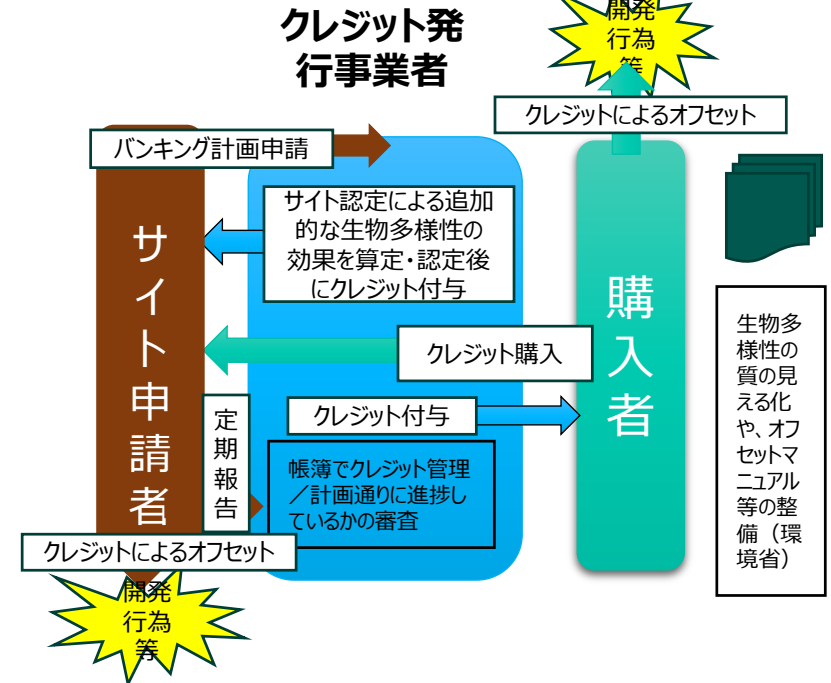 クレジット発
行事業者
開発
行為
等
クレジットによるオフセット
バンキング計画申請
サイト認定による追加
的な生物多様性の
効果を算定・認定後
にクレジット付与
サイト申請者
購入者
クレジット購入
クレジット付与
定期報告
帳簿でクレジット管理
／計画通りに進捗し
ているかの審査
クレジットによるオフセット
開発
行為
等
生物多
様性の
質の見
える化
や、オフ
セットマ
ニュアル
等の整
備（環
境省）